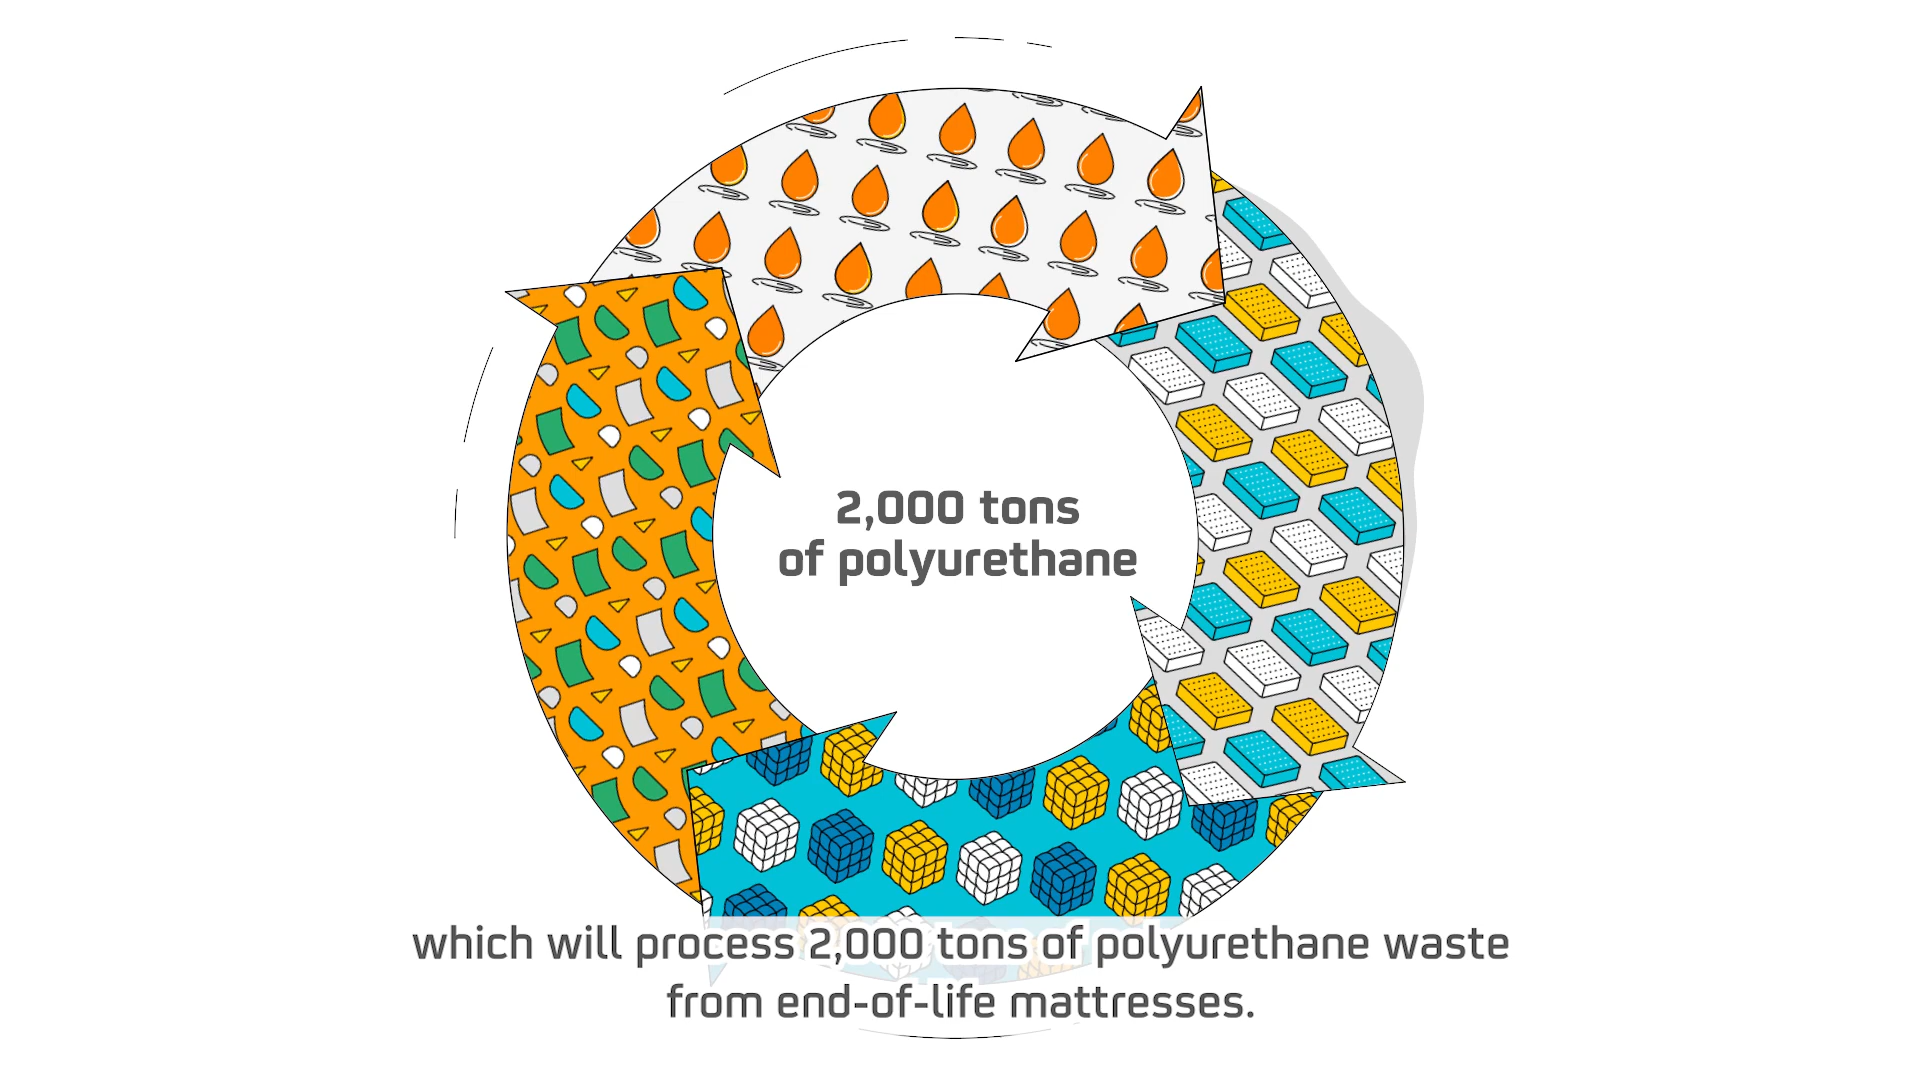 2,000 tons
of polyurethane
which will process 2,000 tons of polyurethane waste
from end-of-life mattresses.